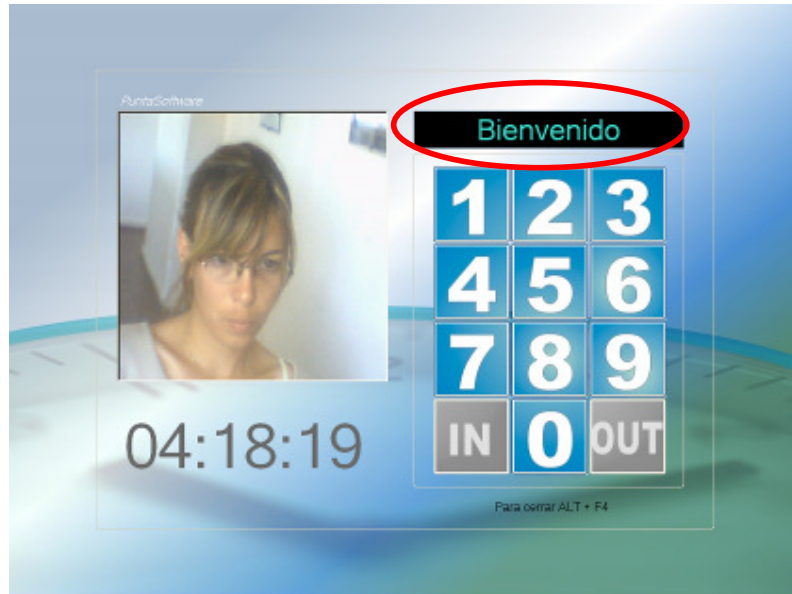 PuntoSoftware
Bienvenido
1 2 3
4 5 6
7 8 9
IN 0 OUT
04:18:19
Para cerrar ALT + F4